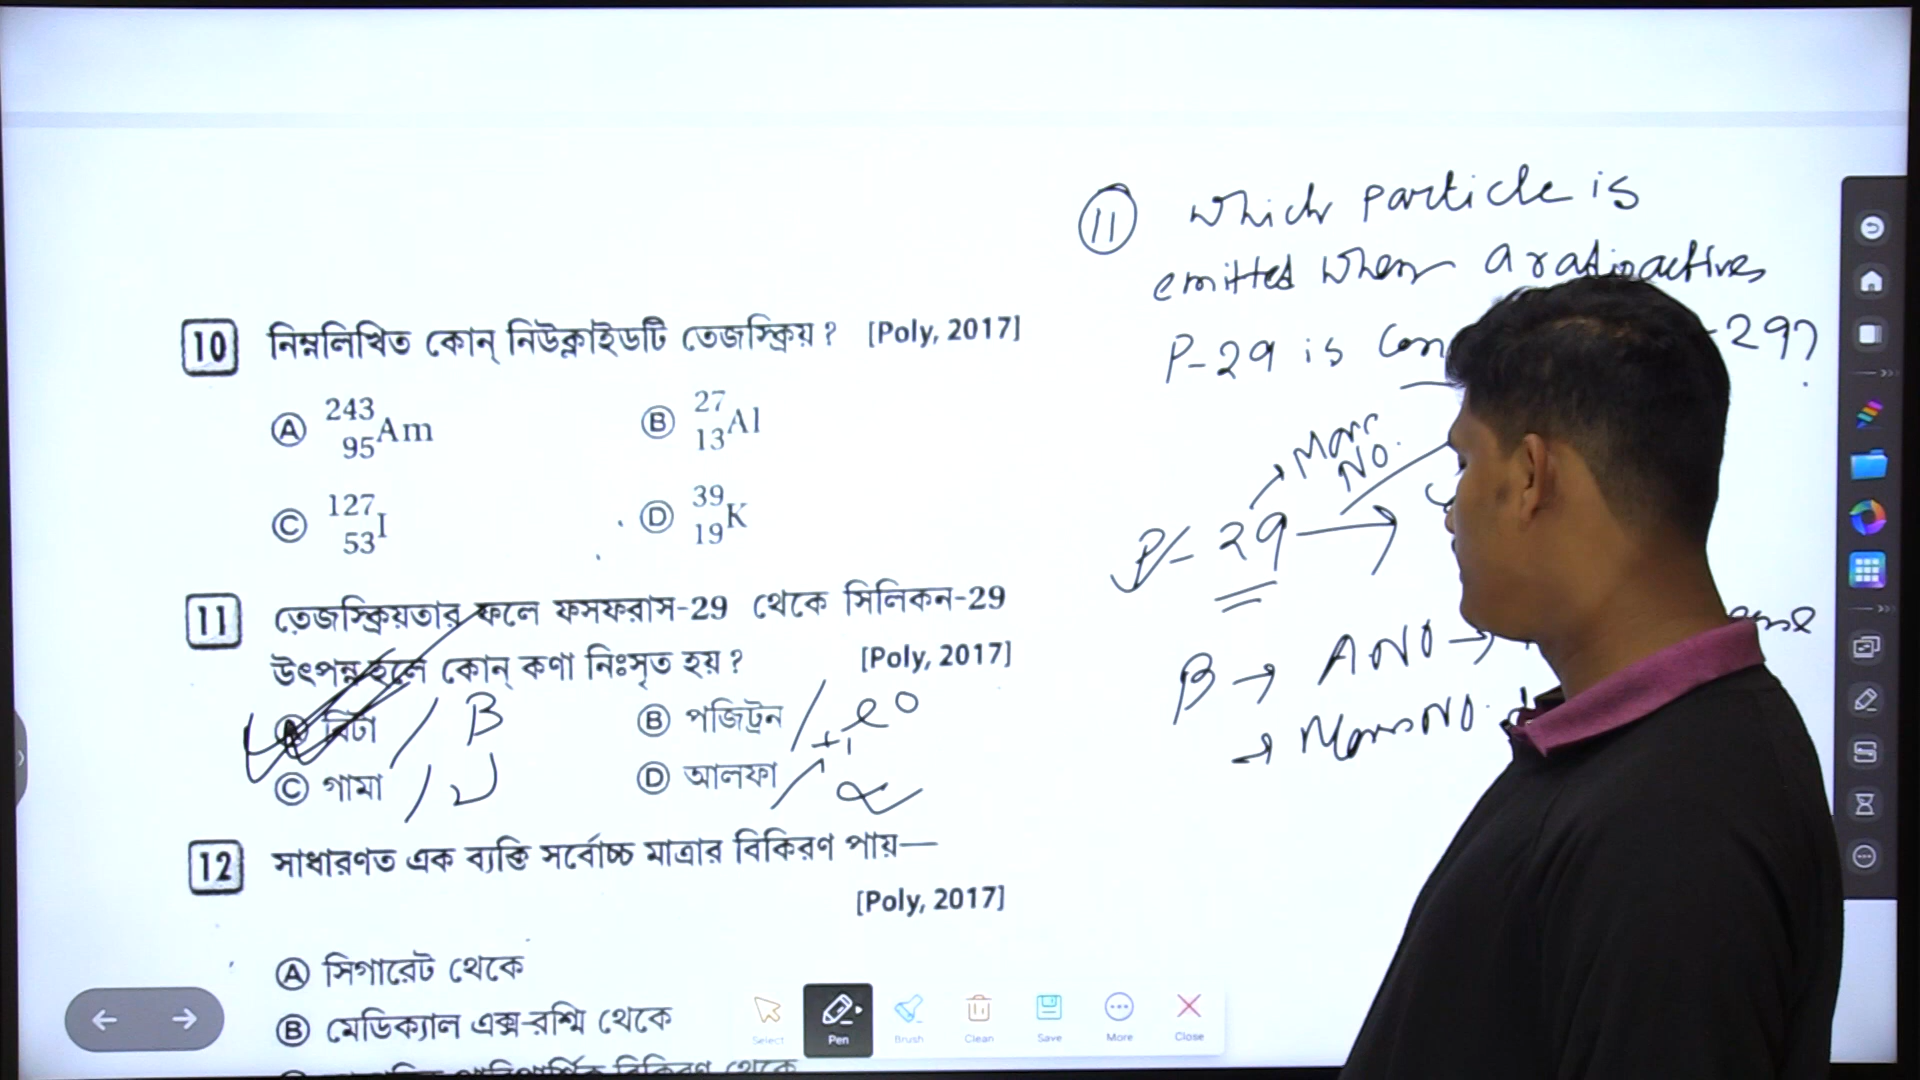 10 নিম্নলিখিত কোন্ নিউক্লাইডটি তেজস্ক্রিয়? [Poly, 2017]
A 243 95 Am B 27 13 Al
C 127 53 I D 39 19 K
11 তেজস্ক্রিয়তার ফলে ফসফরাস-29 থেকে সিলিকন-29
উৎপন্ন হলে কোন্ কণা নিঃসৃত হয়? [Poly, 2017]
A বিটা / β B পজিট্রন / +1 e 0
C গামা / D আলফা / α
12 সাধারণত এক ব্যক্তি সর্বোচ্চ মাত্রার বিকিরণ পায়—
[Poly, 2017]
A সিগারেট থেকে
B মেডিক্যাল এক্স-রশ্মি থেকে
11 Which particle is
emitted when a radioactive
P-29 is 29?
Mass
NO.
P - 29 →
β → A NO →
→ Mass NO.
Select Pen Brush Clean Save More Close